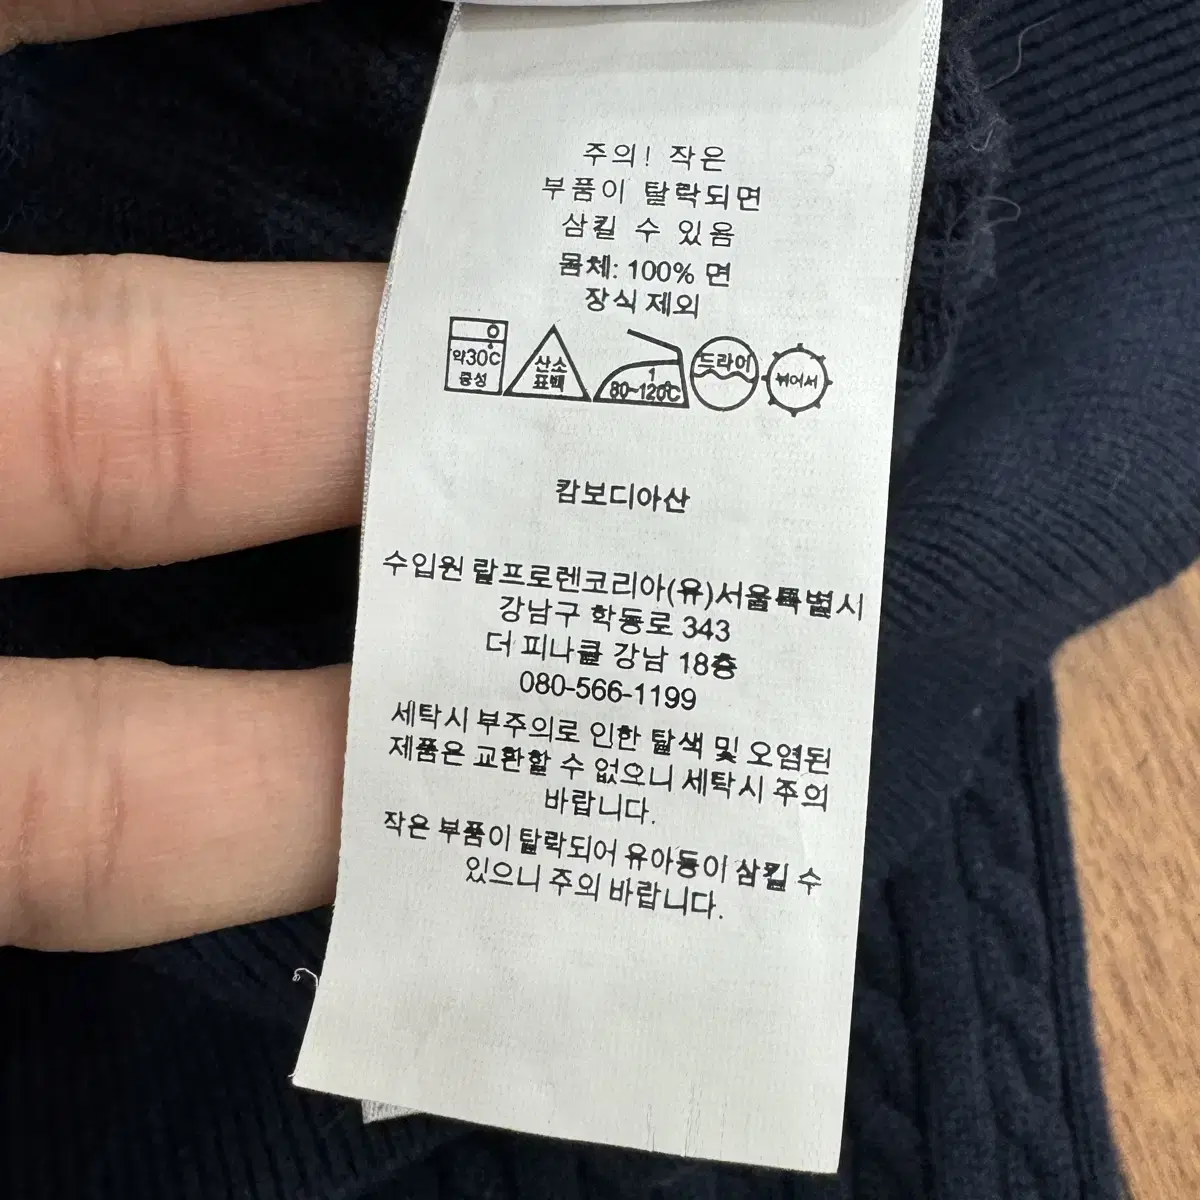 주의! 작은
부품이 탈락되면
삼킬 수 있음
몸체: 100% 면
장식 제외
약30℃
중성
산소
표백
1
80~120℃
드라이
뉘어서
캄보디아산
수입원 랄프로렌코리아(유)서울특별시
강남구 학동로 343
더 피나클 강남 18층
080-566-1199
세탁시 부주의로 인한 탈색 및 오염된
제품은 교환할 수 없으니 세탁시 주의
바랍니다.
작은 부품이 탈락되어 유아등이 삼킬 수
있으니 주의 바랍니다.